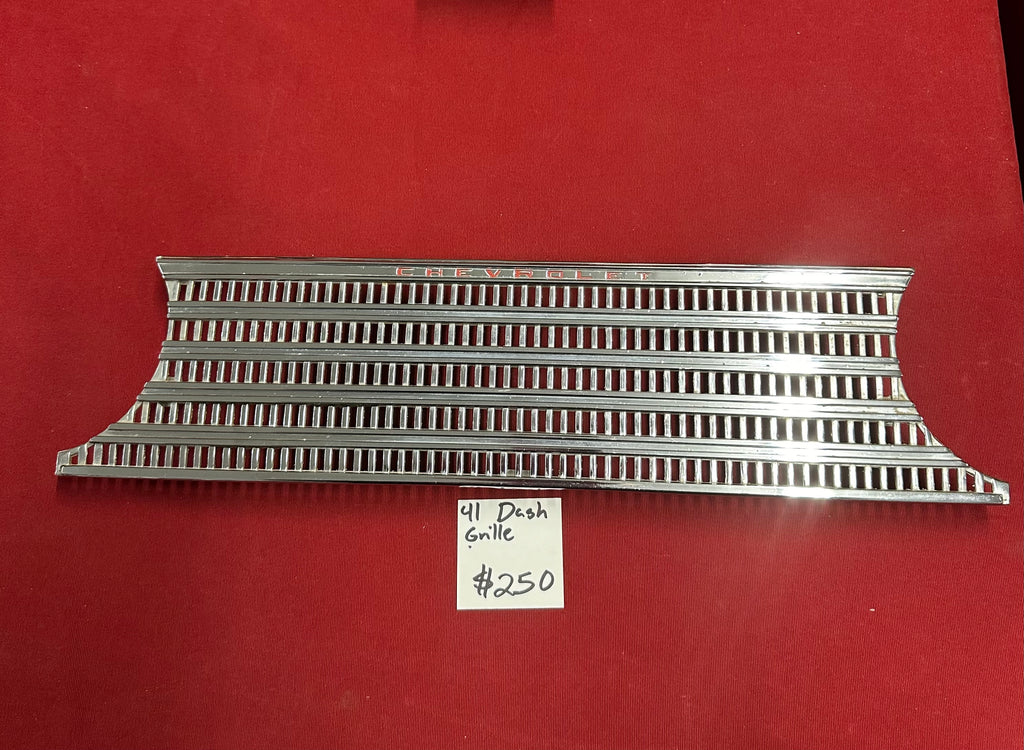 CHEVROLET
41 Dash
Grille
$250